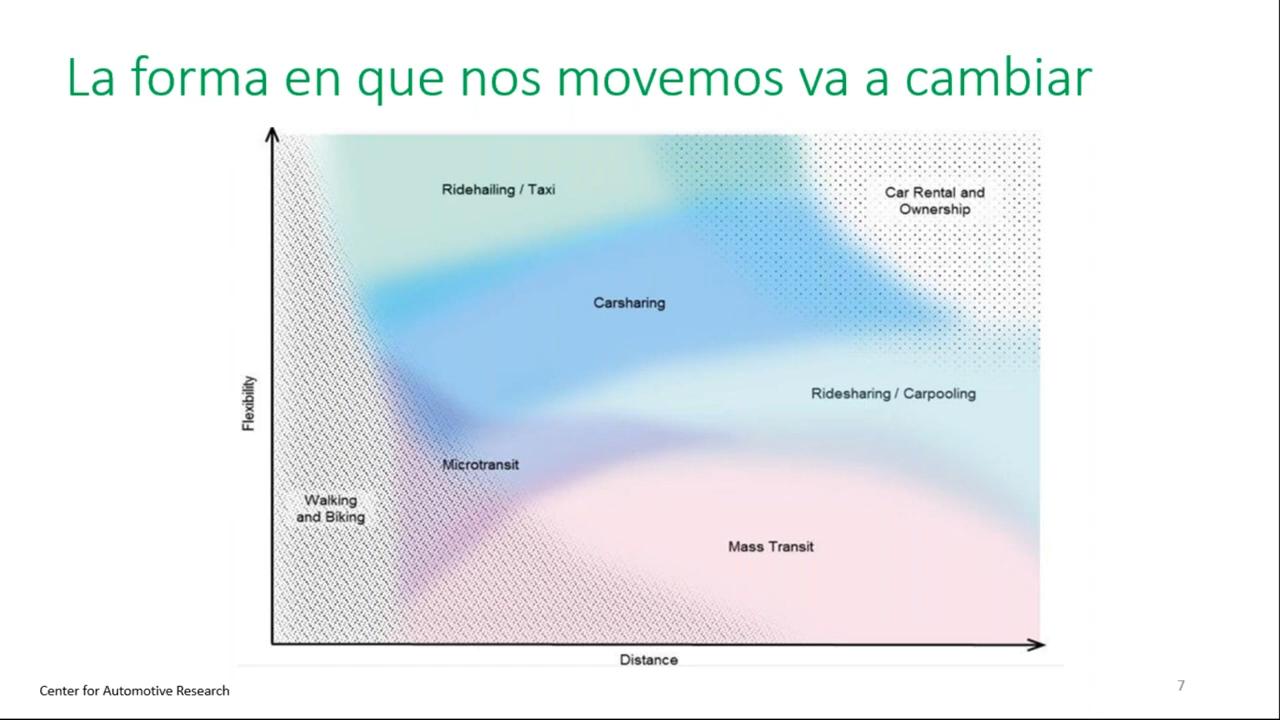 La forma en que nos movemos va a cambiar
Ridehailing / Taxi
Car Rental and
Ownership
Carsharing
Flexibility
Ridesharing / Carpooling
Microtransit
Walking
and Biking
Mass Transit
Distance
Center for Automotive Research
7